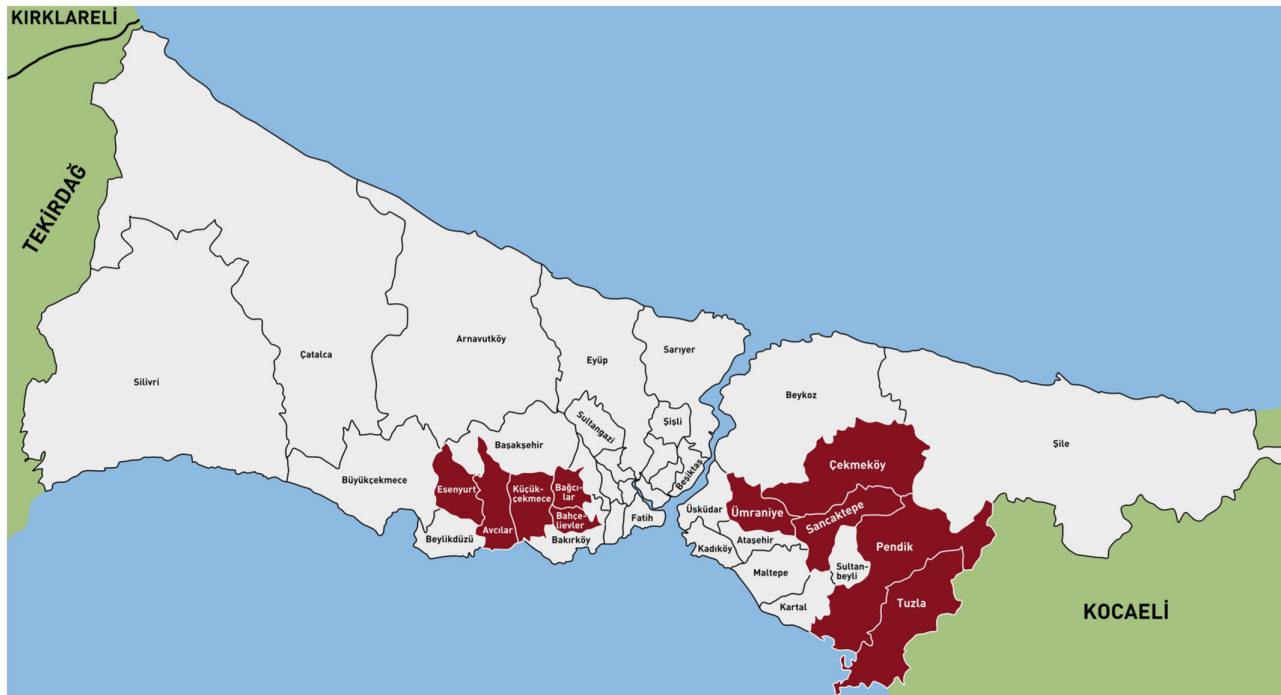 KIRKLARELİ
TEKİRDAĞ
Silivri
Çatalca
Arnavutköy
Eyüp
Sarıyer
Sultangazi
Şişli
Beşiktaş
Başakşehir
Büyükçekmece
Esenyurt
Avcılar
Küçük-
çekmece
Bağcı-
lar
Bahçe-
lievler
Beylikdüzü
Bakırköy
Fatih
Beykoz
Şile
Çekmeköy
Ümraniye
Sancaktepe
Üsküdar
Ataşehir
Kadıköy
Maltepe
Sultan-
beyli
Pendik
Kartal
Tuzla
KOCAELİ